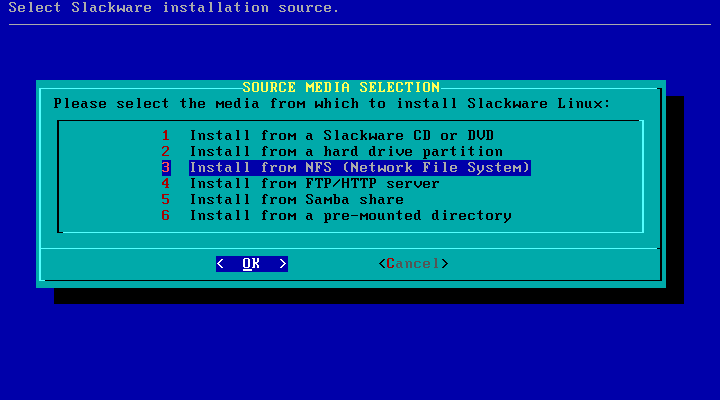 Select Slackware installation source.
SOURCE MEDIA SELECTION
Please select the media from which to install Slackware Linux:
1 Install from a Slackware CD or DVD
2 Install from a hard drive partition
3 Install from NFS (Network File System)
4 Install from FTP/HTTP server
5 Install from Samba share
6 Install from a pre-mounted directory
< OK > <Cancel>